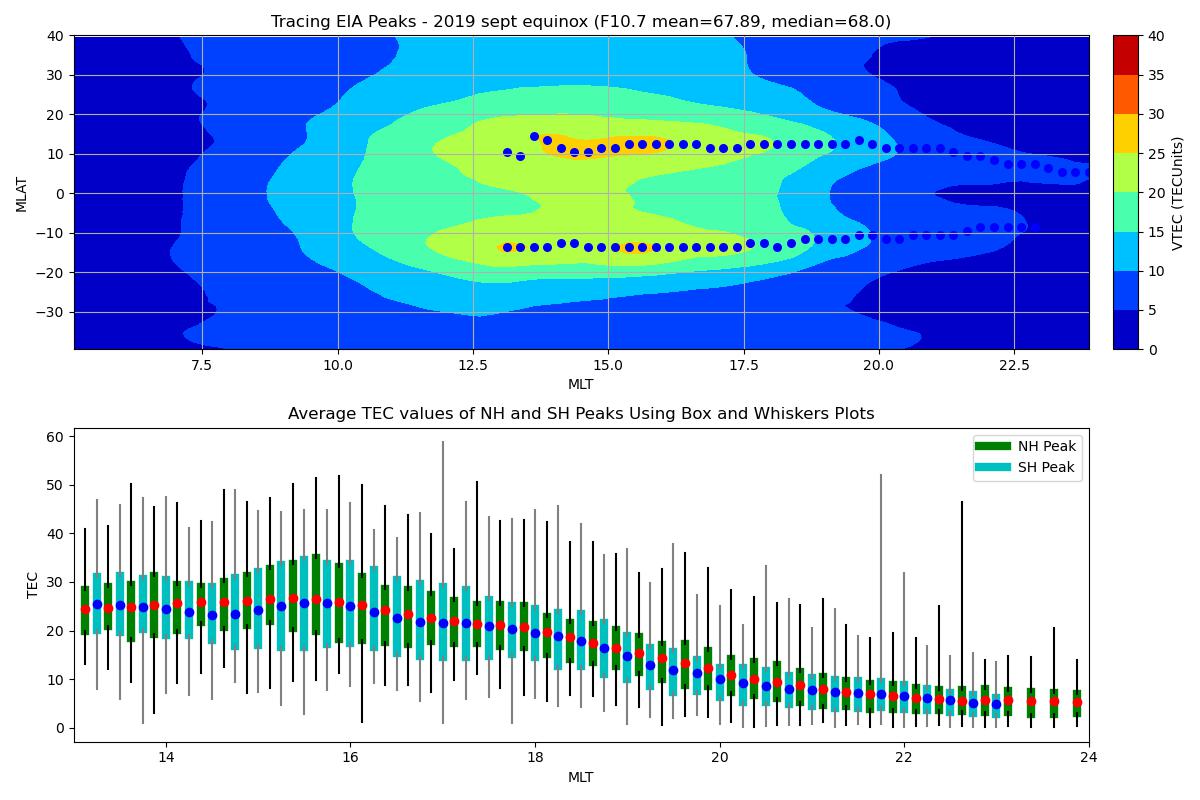 Tracing EIA Peaks - 2019 sept equinox (F10.7 mean=67.89, median=68.0)
40
30
20
10
0
−10
−20
−30
MLAT
7.5 10.0 12.5 15.0 17.5 20.0 22.5
MLT
40
35
30
25
20
15
10
5
0
VTEC (TECUnits)
Average TEC values of NH and SH Peaks Using Box and Whiskers Plots
60
50
40
30
20
10
0
TEC
NH Peak
SH Peak
14 16 18 20 22 24
MLT